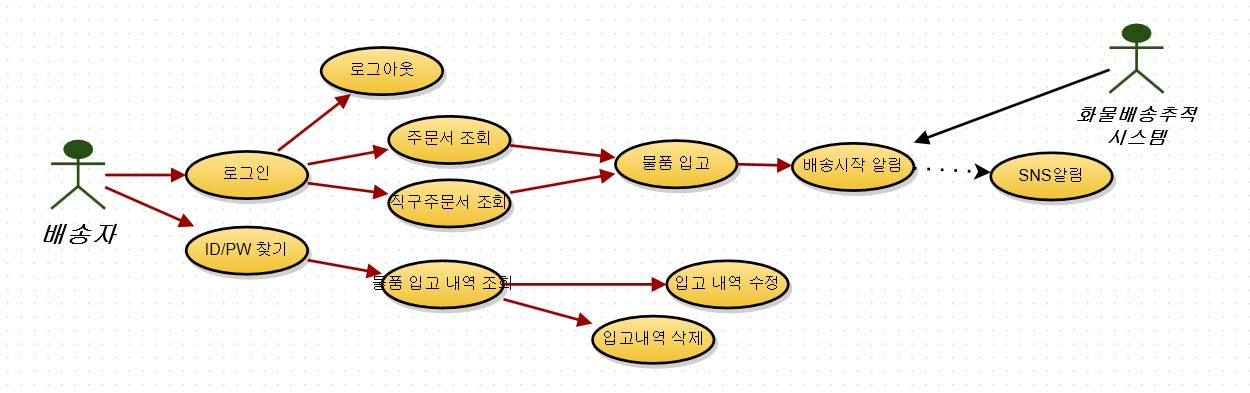 로그아웃
화물배송추적
시스템
주문서 조회
배송자
로그인
물품 입고
배송시작 알림
SNS알림
직구주문서 조회
ID/PW 찾기
물품 입고 내역 조회
입고 내역 수정
입고내역 삭제